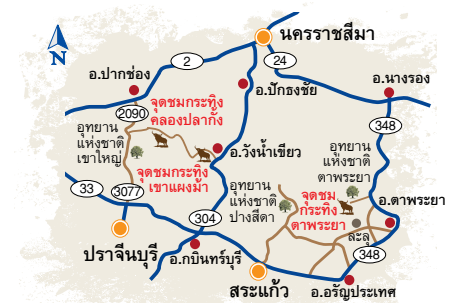 N
นครราชสีมา
2
24
อ.ปากช่อง
อ.ปักธงชัย
อ.นางรอง
2090
จุดชมกระทิง
คลองปลากั้ง
348
อุทยาน
แห่งชาติ
เขาใหญ่
อ.วังน้ำเขียว
อุทยาน
แห่งชาติ
ตาพระยา
จุดชมกระทิง
เขาแผงม้า
33
3077
อุทยาน
แห่งชาติ
ปางสีดา
จุดชม
กระทิง
ตาพระยา
อ.ตาพระยา
304
ละลุ
ปราจีนบุรี
อ.กบินทร์บุรี
348
สระแก้ว
อ.อรัญประเทศ